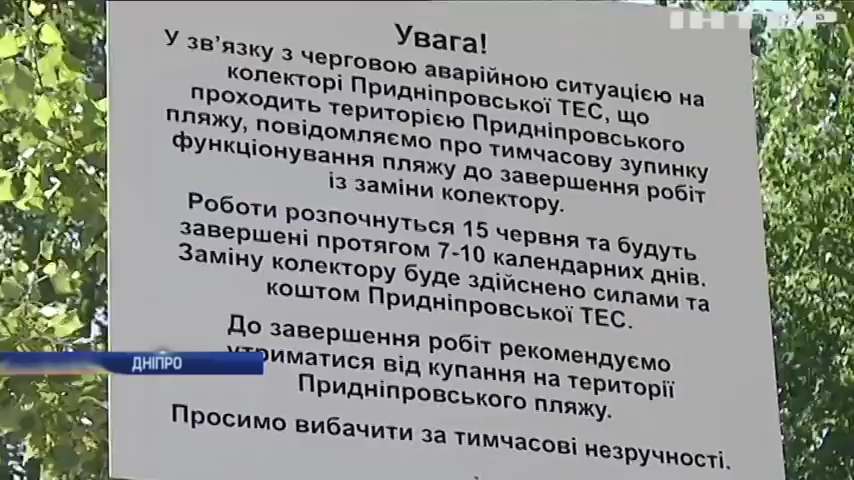 ІНТЕР
Увага!
У зв’язку з черговою аварійною ситуацією на
колекторі Придніпровської ТЕС, що
проходить територією Придніпровського
пляжу, повідомляємо про тимчасову зупинку
функціонування пляжу до завершення робіт
із заміни колектору.
Роботи розпочнуться 15 червня та будуть
завершені протягом 7-10 календарних днів.
Заміну колектору буде здійснено силами та
коштом Придніпровської ТЕС.
До завершення робіт рекомендуємо
утриматися від купання на території
Придніпровського пляжу.
Просимо вибачити за тимчасові незручності.
ДНІПРО